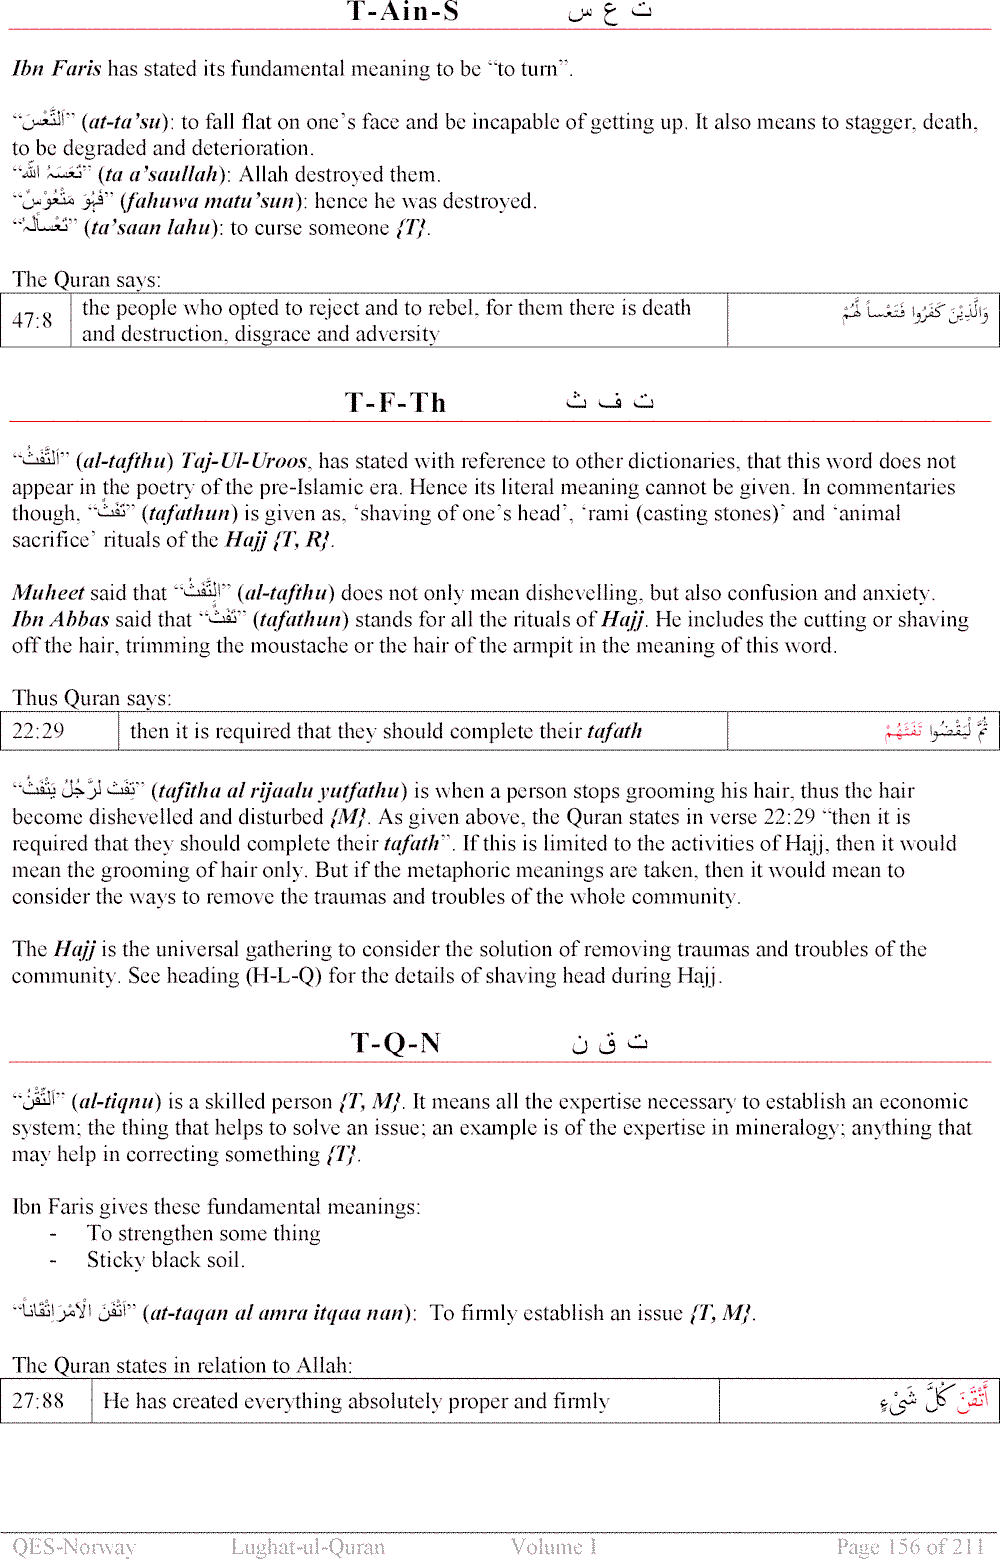 T-Ain-S ت ع س
Ibn Faris has stated its fundamental meaning to be “to turn”.
“اَلتَّعْسَ” (at-ta’su): to fall flat on one’s face and be incapable of getting up. It also means to stagger, death,
to be degraded and deterioration.
“تَعَسَہُ اللّٰہ” (ta a’saullah): Allah destroyed them.
“فَہُوَ مَتْعُوْسٌ” (fahuwa matu’sun): hence he was destroyed.
“تَعْسأَلَہٗ” (ta’saan lahu): to curse someone {T}.
The Quran says:
47:8 the people who opted to reject and to rebel, for them there is death وَالَّذِيْنَ كَفَرُوا فَتَعْساً لَّهُمْ
and destruction, disgrace and adversity
T-F-Th ت ف ث
“اَلتَّفَثُ” (al-tafthu) Taj-Ul-Uroos, has stated with reference to other dictionaries, that this word does not
appear in the poetry of the pre-Islamic era. Hence its literal meaning cannot be given. In commentaries
though, “تَفَثٌ” (tafathun) is given as, ‘shaving of one’s head’, ‘rami (casting stones)’ and ‘animal
sacrifice’ rituals of the Hajj {T, R}.
Muheet said that “اَلتَّفَثُ” (al-tafthu) does not only mean dishevelling, but also confusion and anxiety.
Ibn Abbas said that “تَفَثٌ” (tafathun) stands for all the rituals of Hajj. He includes the cutting or shaving
off the hair, trimming the moustache or the hair of the armpit in the meaning of this word.
Thus Quran says:
22:29 then it is required that they should complete their tafath ثُمَّ لْيَقْضُوا تَفَثَهُمْ
“تِفَث لرَّجُلُ يَتْفَثُ” (tafitha al rijaalu yutfathu) is when a person stops grooming his hair, thus the hair
become dishevelled and disturbed {M}. As given above, the Quran states in verse 22:29 “then it is
required that they should complete their tafath”. If this is limited to the activities of Hajj, then it would
mean the grooming of hair only. But if the metaphoric meanings are taken, then it would mean to
consider the ways to remove the traumas and troubles of the whole community.
The Hajj is the universal gathering to consider the solution of removing traumas and troubles of the
community. See heading (H-L-Q) for the details of shaving head during Hajj.
T-Q-N ت ق ن
“اَلتِّقْنُ” (al-tiqnu) is a skilled person {T, M}. It means all the expertise necessary to establish an economic
system; the thing that helps to solve an issue; an example is of the expertise in mineralogy; anything that
may help in correcting something {T}.
Ibn Faris gives these fundamental meanings:
- To strengthen some thing
- Sticky black soil.
“اَتْقَنَ الْاَمْرَاِتْقَاناً” (at-taqan al amra itqaa nan): To firmly establish an issue {T, M}.
The Quran states in relation to Allah:
27:88 He has created everything absolutely proper and firmly أَتْقَنَ كُلَّ شَیْءٍ
QES-Norway Lughat-ul-Quran Volume I Page 156 of 211